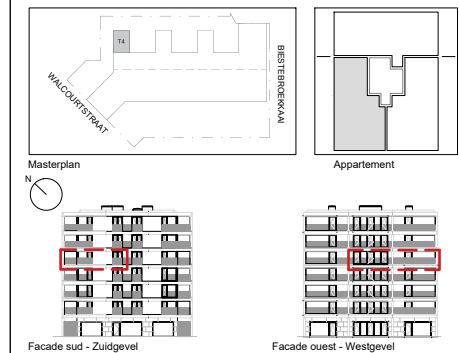 T4
WALCOURTSTRAAT
BIESTEBROEKKAAI
Masterplan
Appartement
N
Facade sud - Zuidgevel
Facade ouest - Westgevel